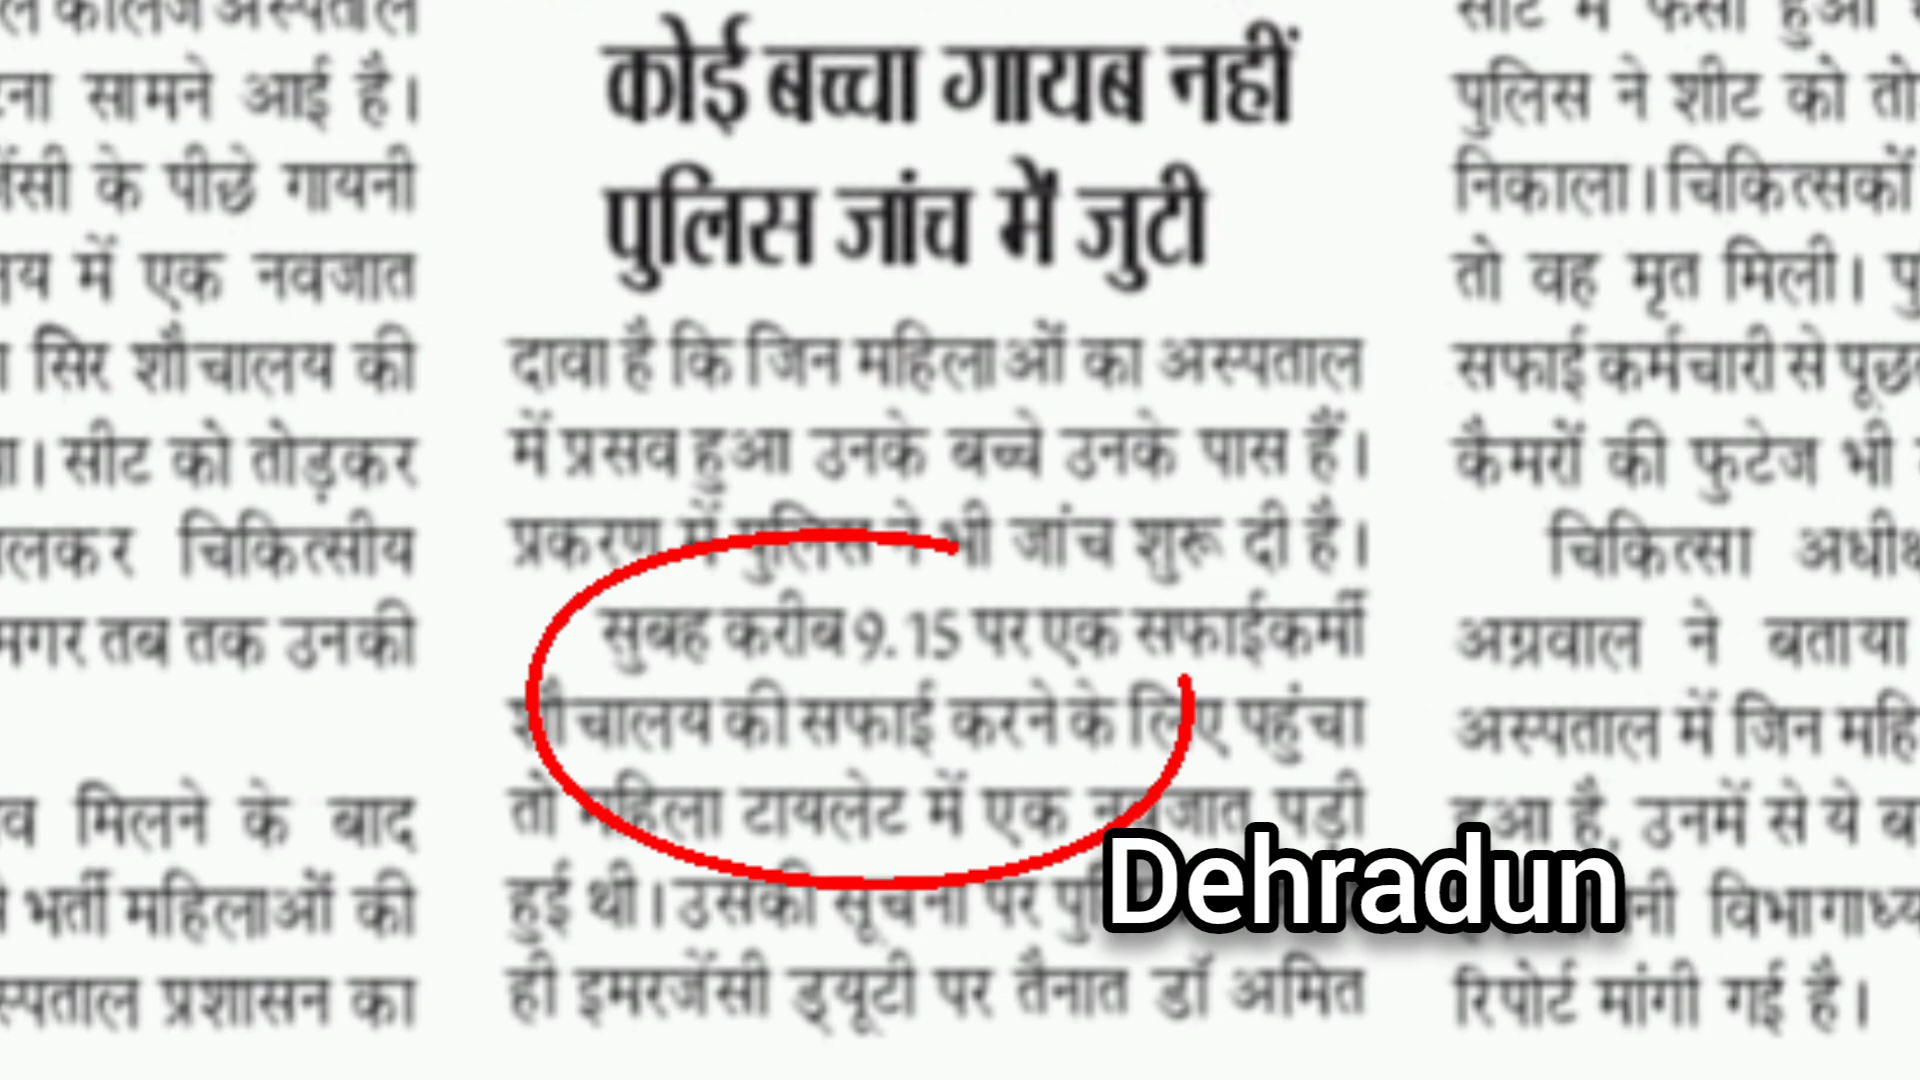 कॉलेज अस्पताल
सामने आई है।
के पीछे गायनी
में एक नवजात
सिर शौचालय की
सीट को तोड़कर
चिकित्सीय
मगर तब तक उनकी
मिलने के बाद
भर्ती महिलाओं की
प्रशासन का
कोई बच्चा गायब नहीं
पुलिस जांच में जुटी
दावा है कि जिन महिलाओं का अस्पताल
में प्रसव हुआ उनके बच्चे उनके पास हैं।
प्रकरण में पुलिस ने भी जांच शुरू दी है।
सुबह करीब 9.15 पर एक सफाईकर्मी
शौचालय की सफाई करने के लिए पहुंचा
तो महिला टायलेट में एक नवजात पड़ी
हुई थी। उसकी सूचना पर
ही इमरजेंसी ड्यूटी पर तैनात डॉ अमित
में फंसी हुआ
पुलिस ने शीट को
निकाला। चिकित्सकों
तो वह मृत मिली।
सफाई कर्मचारी से
कैमरों की फुटेज भी
चिकित्सा
अग्रवाल ने बताया
अस्पताल में जिन
हुआ है, उनमें से ये
रिपोर्ट मांगी गई है।
Dehradun